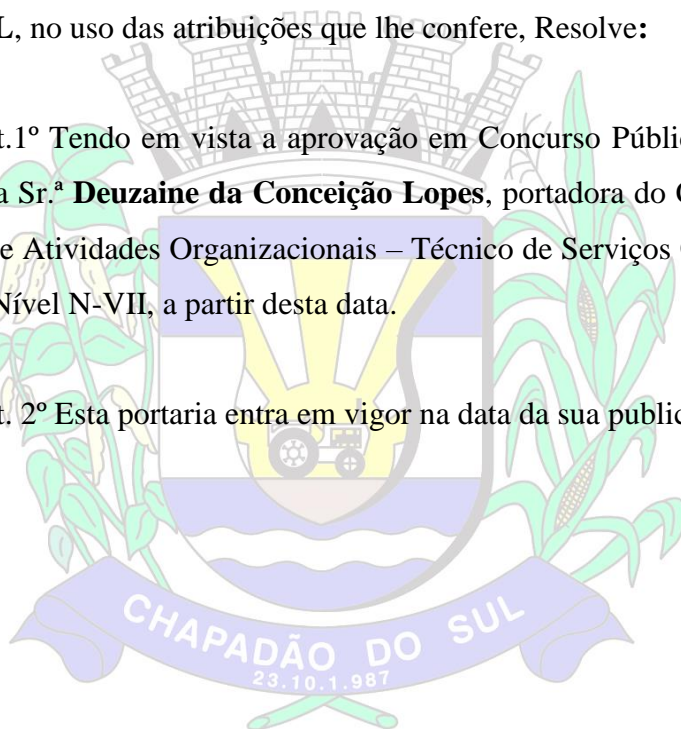 L, no uso das atribuições que lhe confere, Resolve:
t.1º Tendo em vista a aprovação em Concurso Públic
a Sr.ª Deuzaine da Conceição Lopes, portadora do C
e Atividades Organizacionais – Técnico de Serviços
Nível N-VII, a partir desta data.
t. 2º Esta portaria entra em vigor na data da sua public
CHAPADÃO DO SUL
23.10.1.987